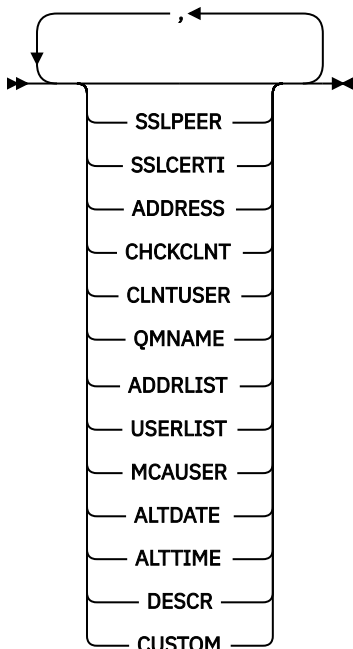 ,
SSLPEER
SSLCERTI
ADDRESS
CHCKCLNT
CLNTUSER
QMNAME
ADDRLIST
USERLIST
MCAUSER
ALTDATE
ALTTIME
DESCR
CUSTOM